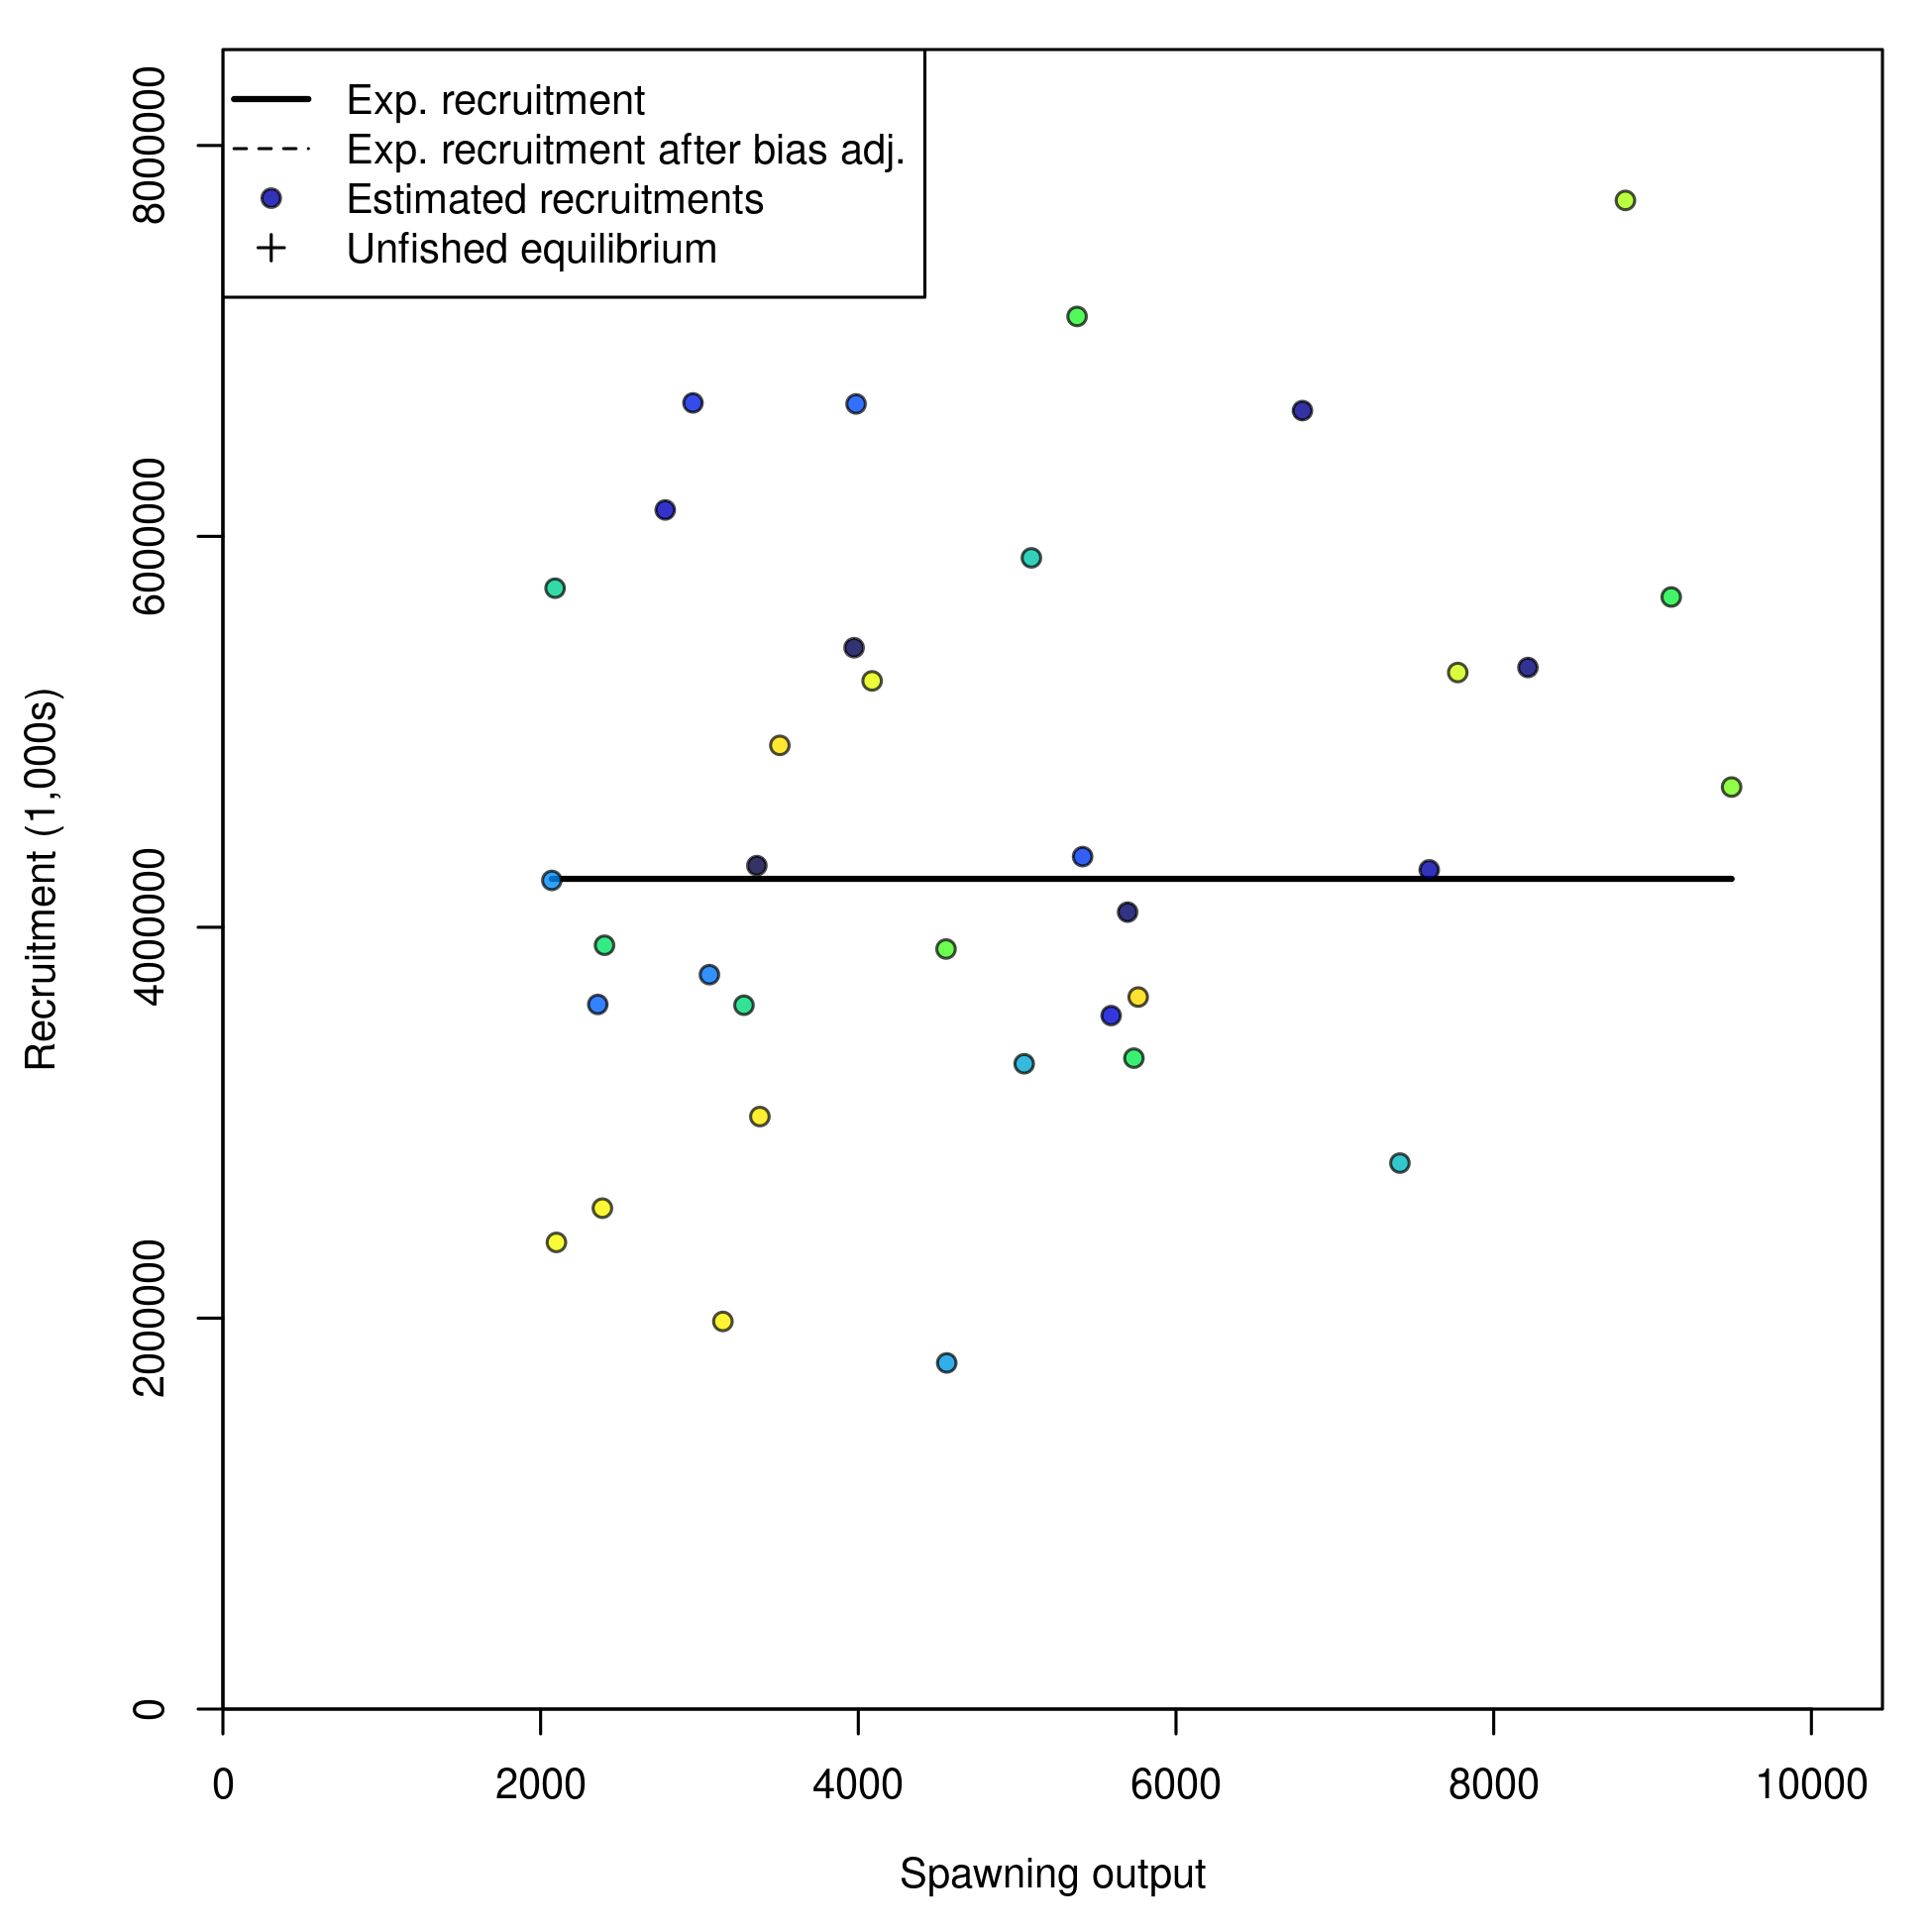 Exp. recruitment
Exp. recruitment after bias adj.
Estimated recruitments
Unfished equilibrium
Recruitment (1,000s)
8000000
6000000
4000000
2000000
0
0 2000 4000 6000 8000 10000
Spawning output